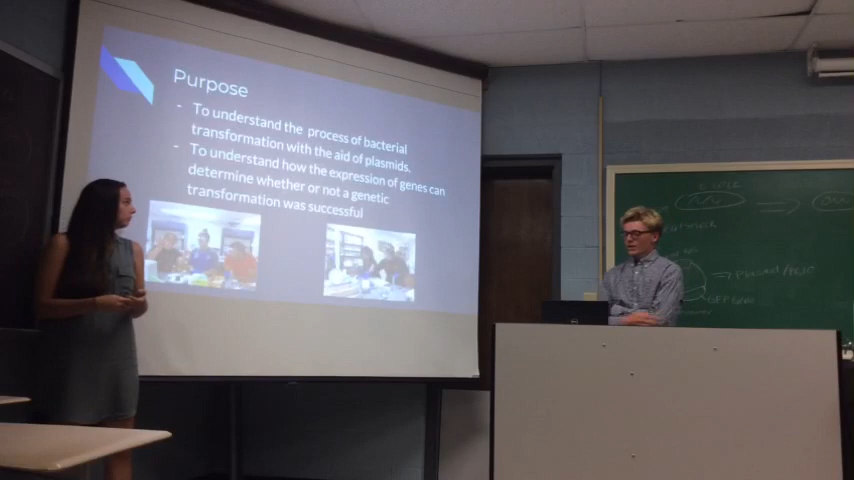 Purpose
- To understand the process of bacterial
transformation with the aid of plasmids.
- To understand how the expression of genes can
determine whether or not a genetic
transformation was successful